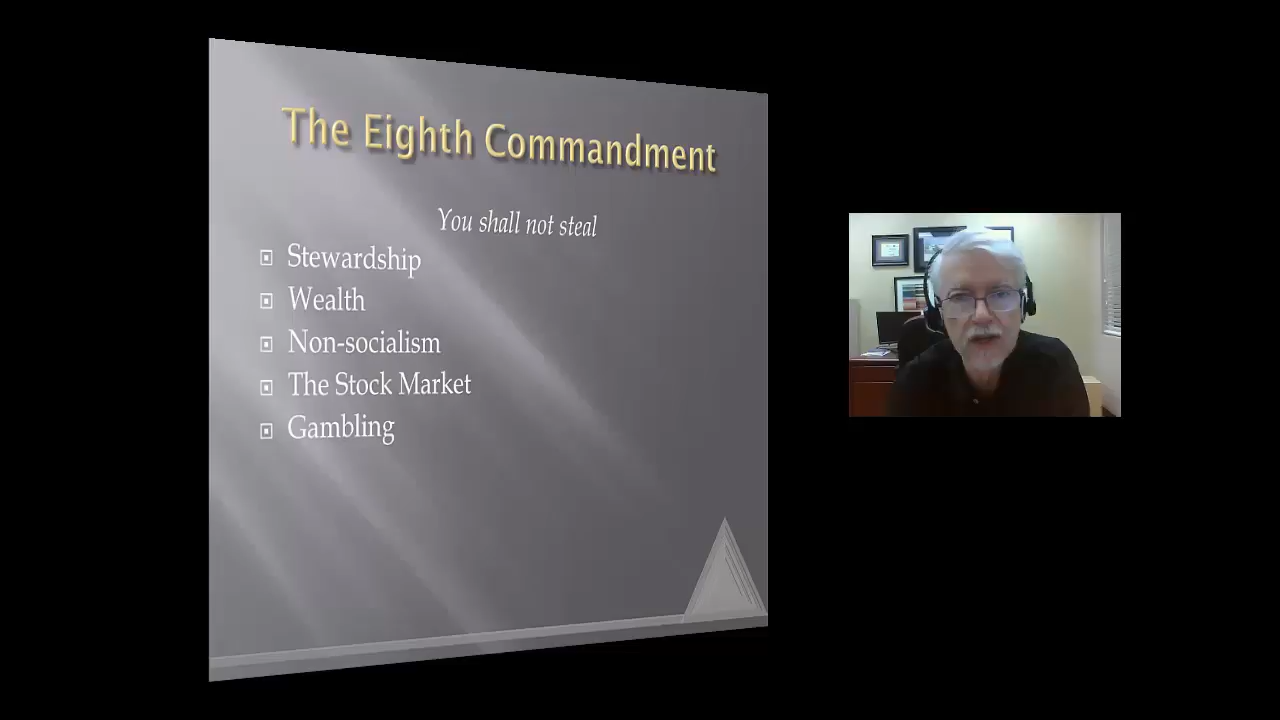 The Eighth Commandment
You shall not steal
Stewardship
Wealth
Non-socialism
The Stock Market
Gambling